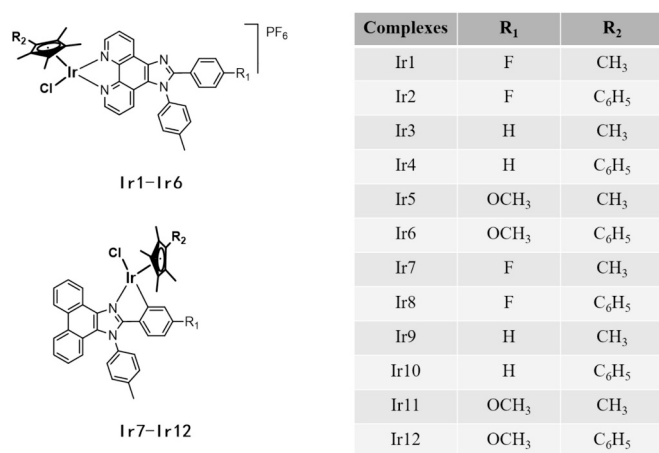 R2
PF6
Ir
N
N
N
Cl
N
R1
Ir1-Ir6
R2
Cl
Ir
N
R1
N
Ir7-Ir12
Complexes R1 R2
Ir1 F CH3
Ir2 F C6H5
Ir3 H CH3
Ir4 H C6H5
Ir5 OCH3 CH3
Ir6 OCH3 C6H5
Ir7 F CH3
Ir8 F C6H5
Ir9 H CH3
Ir10 H C6H5
Ir11 OCH3 CH3
Ir12 OCH3 C6H5